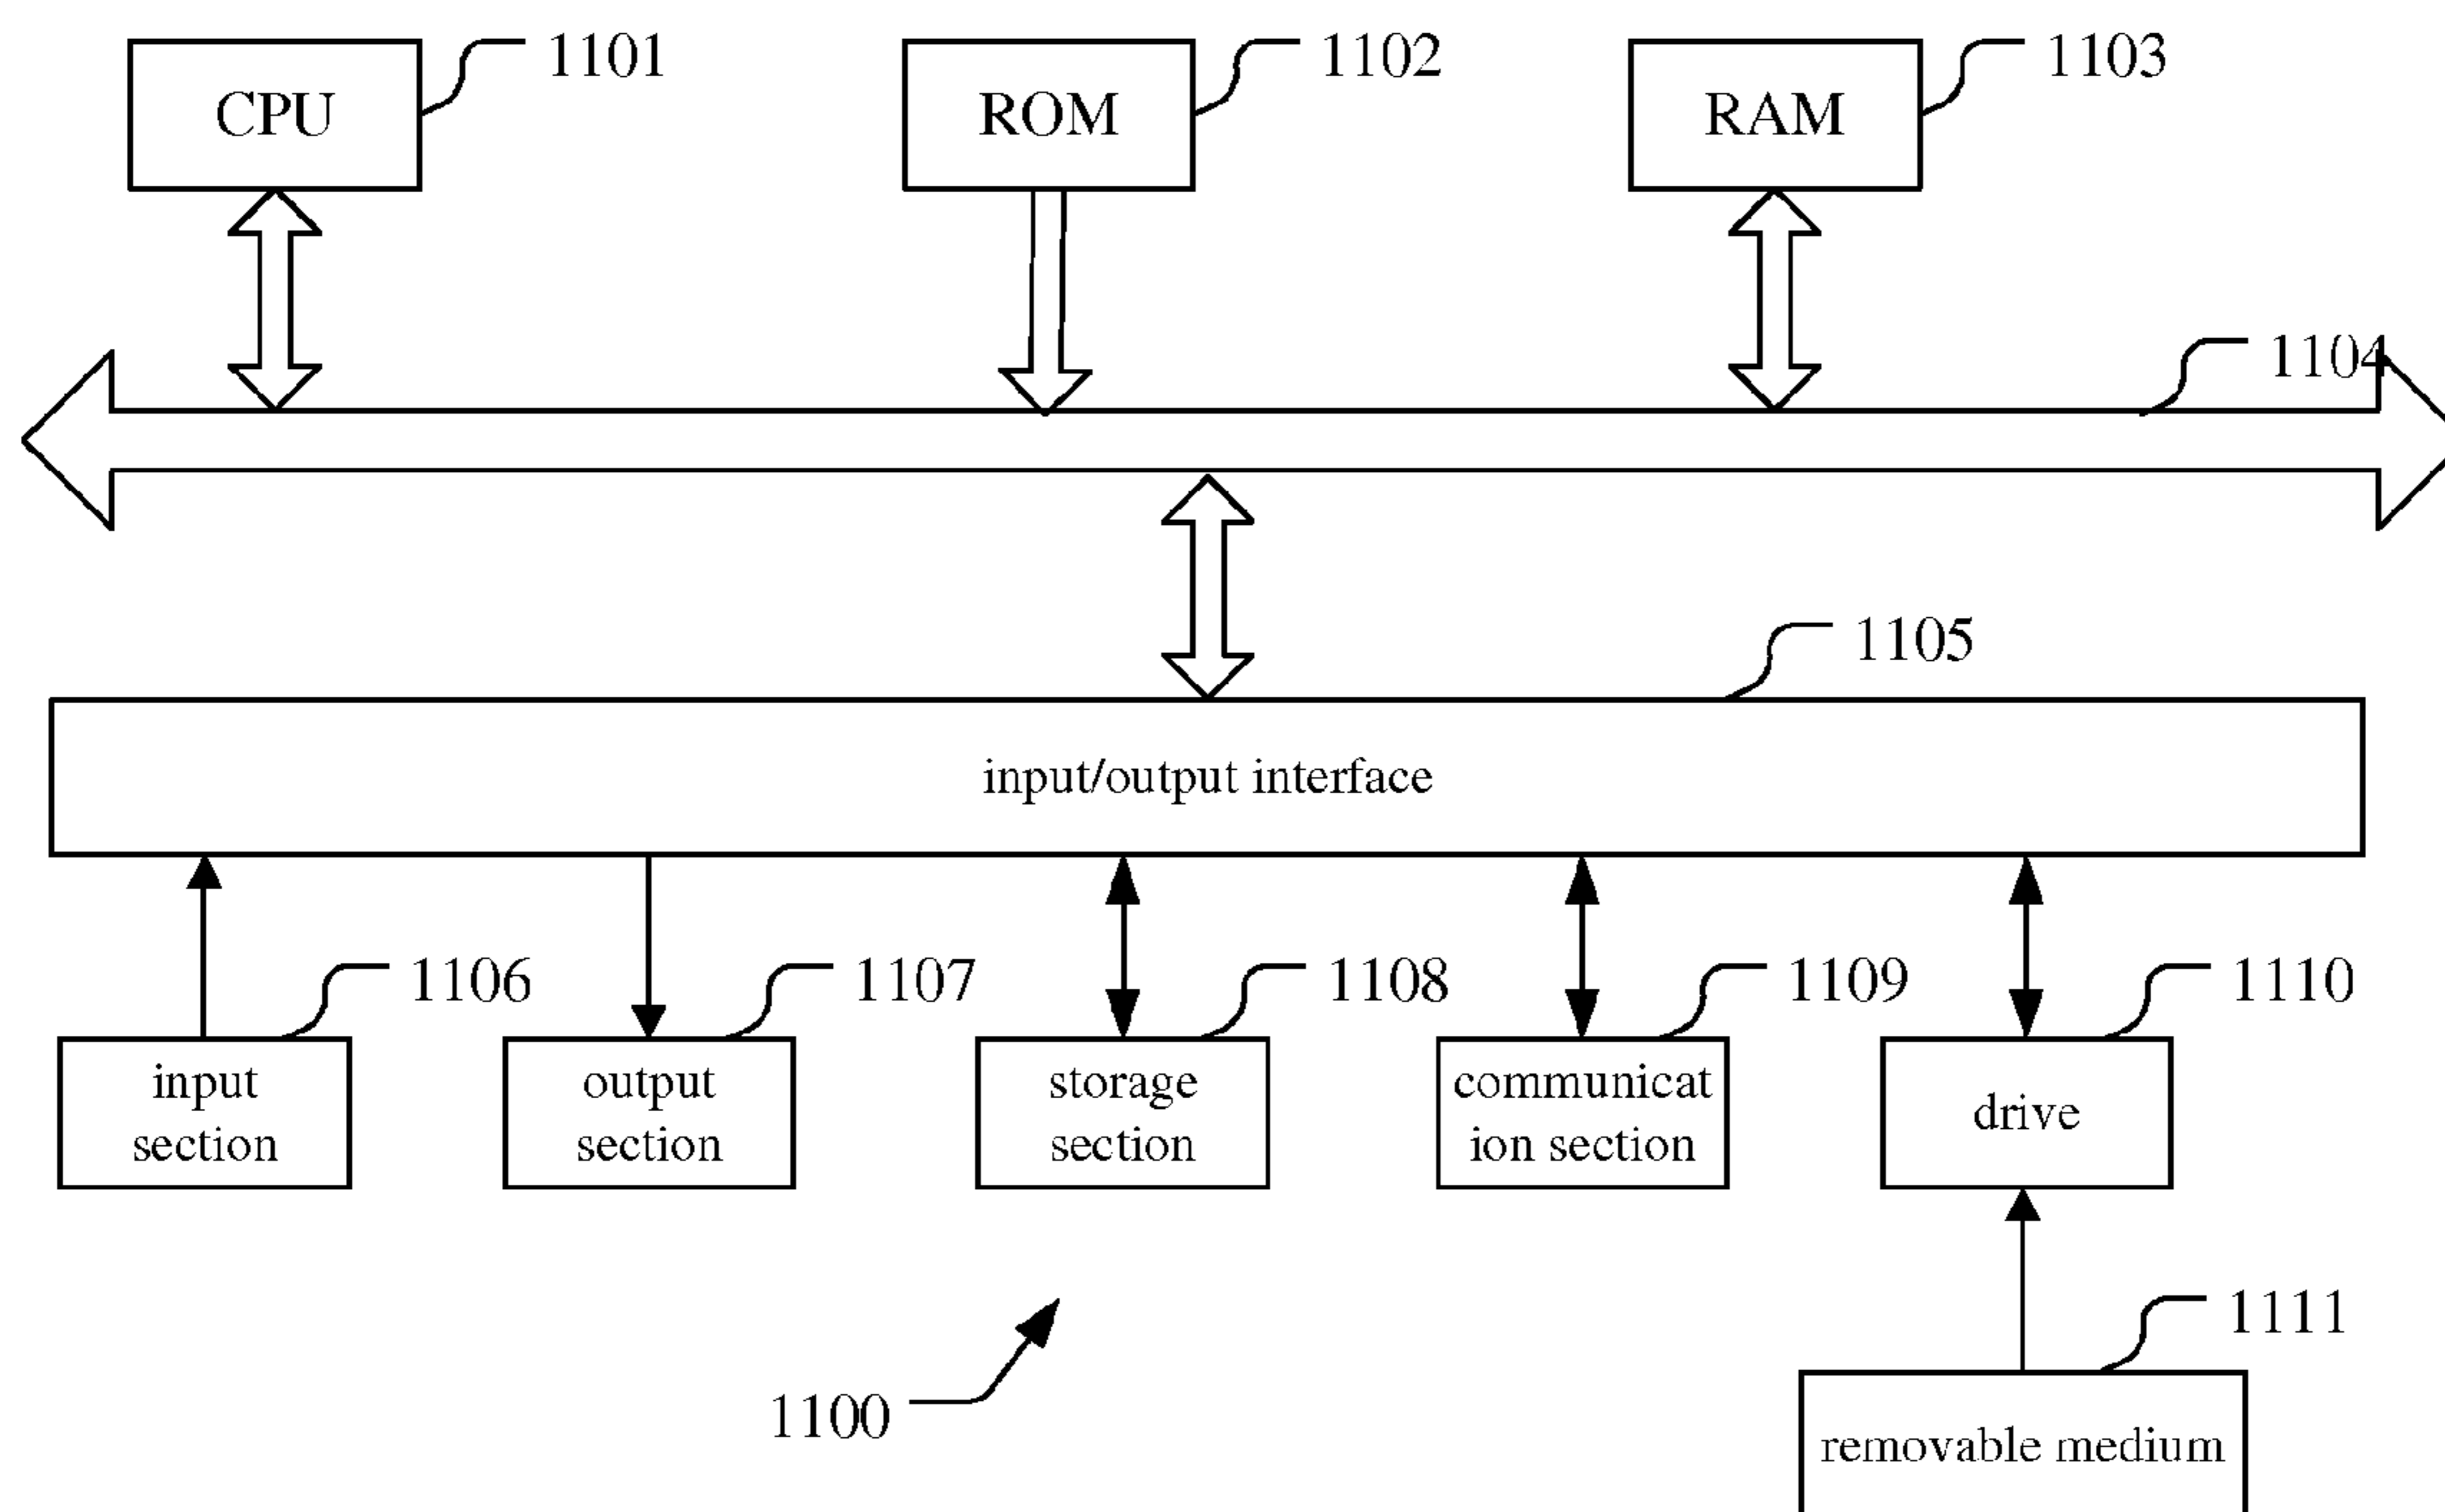 1101
CPU
1102
ROM
1103
RAM
1104
1105
input/output interface
1106
input
section
1107
output
section
1108
storage
section
1109
communicat
ion section
1110
drive
1111
removable medium
1100